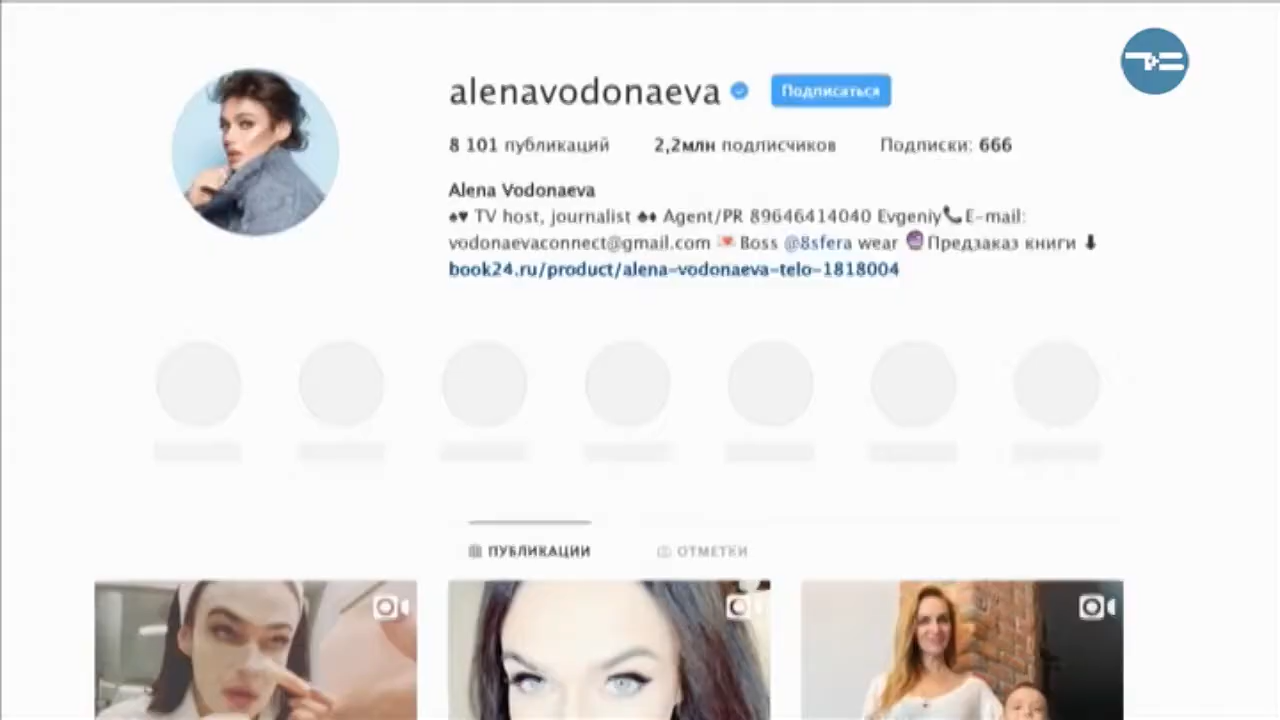 alenavodonaeva Подписаться
8 101 публикаций 2,2млн подписчиков Подписки: 666
Alena Vodonaeva
♠♥ TV host, journalist ♣♦ Agent/PR 89646414040 Evgeniy📞E-mail:
vodonaevaconnect@gmail.com 💌 Boss @8sfera wear 🔮Предзаказ книги ⬇
book24.ru/product/alena-vodonaeva-telo-1818004
ПУБЛИКАЦИИ ОТМЕТКИ